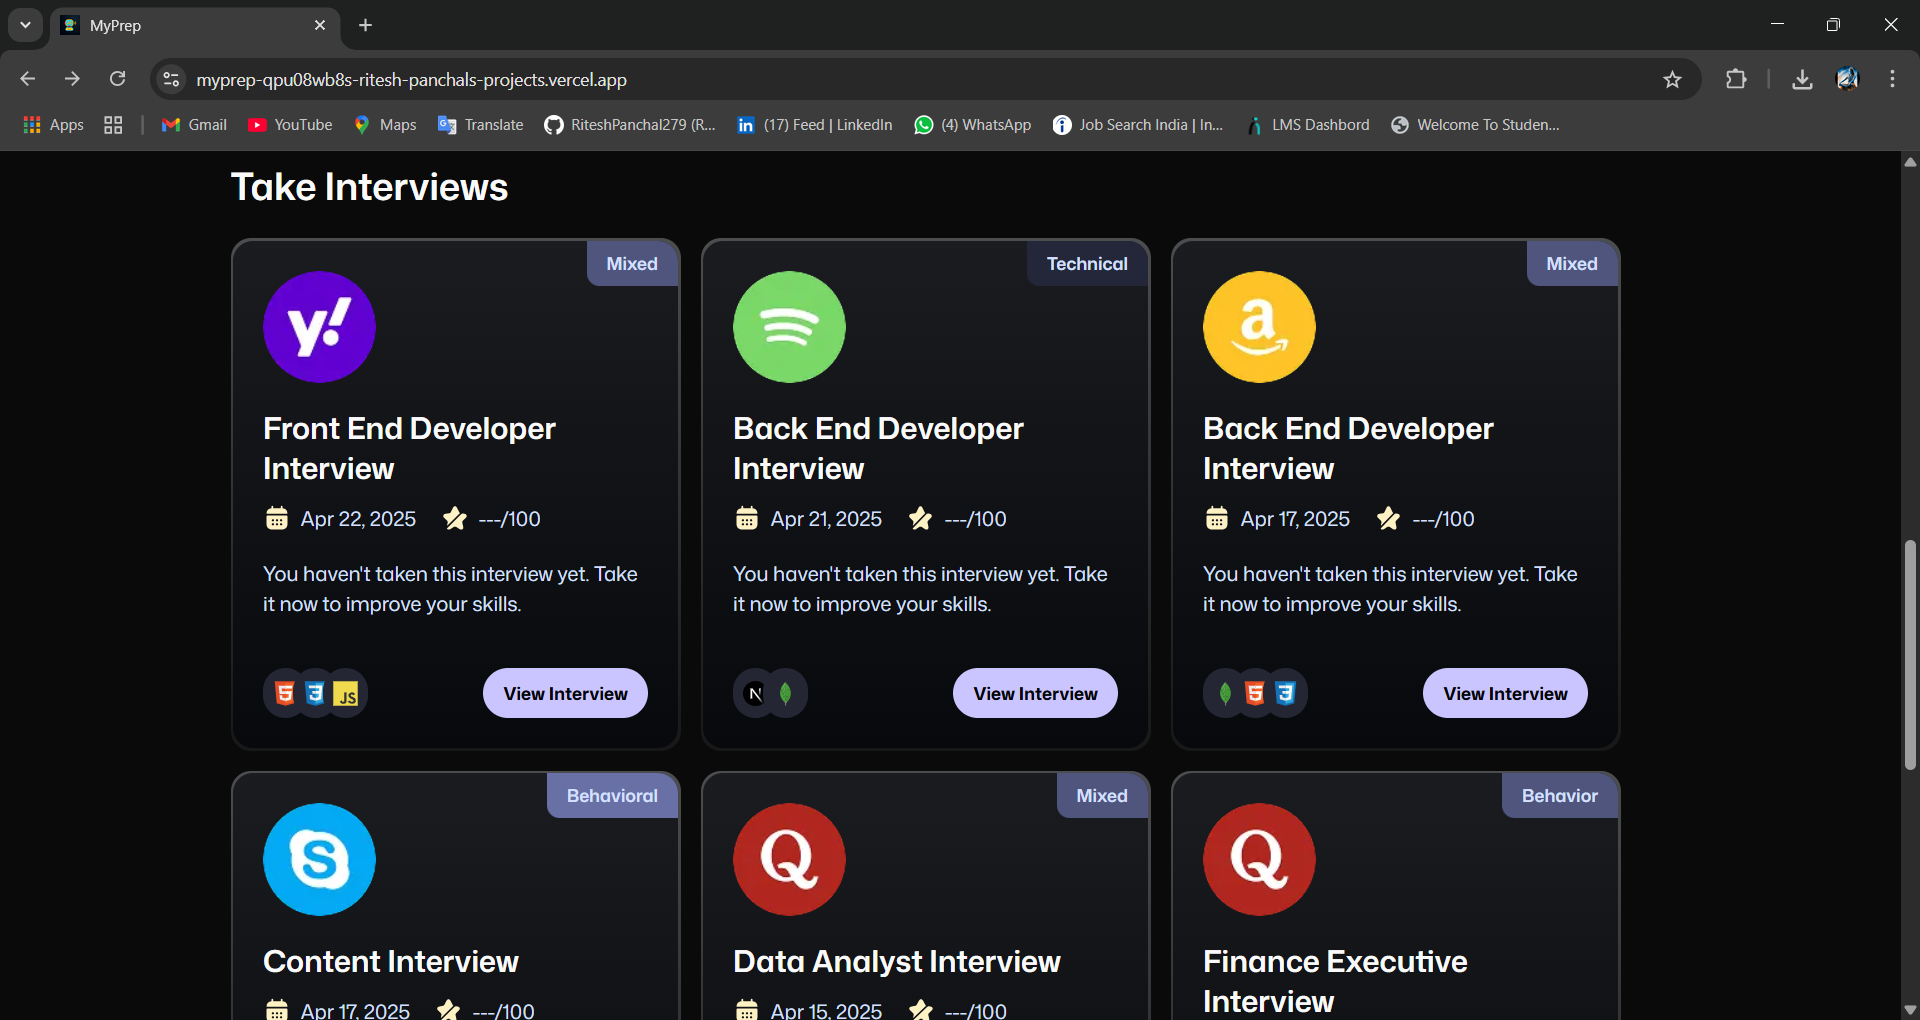 MyPrep
myprep-qpu08wb8s-ritesh-panchals-projects.vercel.app
Apps
Gmail
YouTube
Maps
Translate
RiteshPanchal279 (R...
(17) Feed | LinkedIn
(4) WhatsApp
Job Search India | In...
LMS Dashbord
Welcome To Studen...
Take Interviews
Mixed
y!
Front End Developer
Interview
Apr 22, 2025 ---/100
You haven't taken this interview yet. Take
it now to improve your skills.
5 3 JS
View Interview
Technical
Back End Developer
Interview
Apr 21, 2025 ---/100
You haven't taken this interview yet. Take
it now to improve your skills.
N
View Interview
Mixed
a
Back End Developer
Interview
Apr 17, 2025 ---/100
You haven't taken this interview yet. Take
it now to improve your skills.
5 3
View Interview
Behavioral
S
Content Interview
Apr 17, 2025 ---/100
Mixed
Q
Data Analyst Interview
Apr 15, 2025 ---/100
Behavior
Q
Finance Executive
Interview